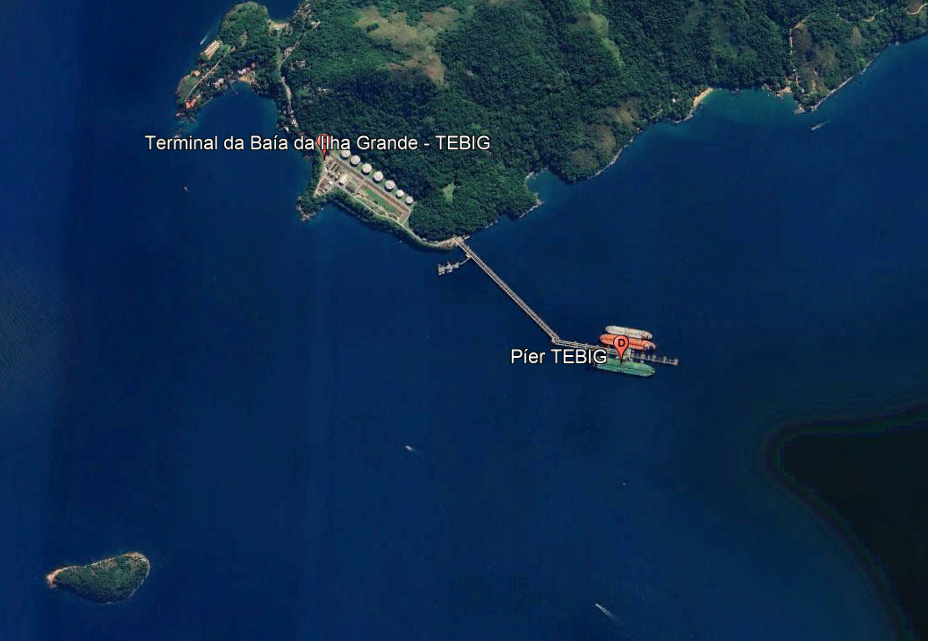 Terminal da Baía da Ilha Grande - TEBIG
Píer TEBIG
D